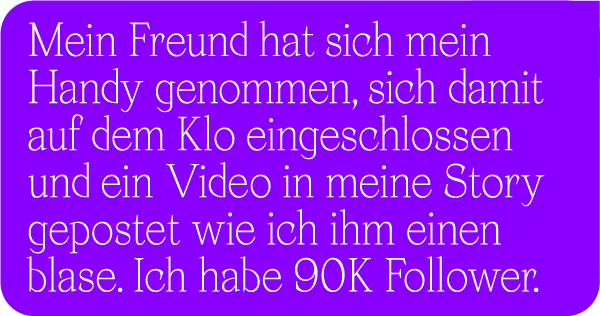 Mein Freund hat sich mein
Handy genommen, sich damit
auf dem Klo eingeschlossen
und ein Video in meine Story
gepostet wie ich ihm einen
blase. Ich habe 90K Follower.